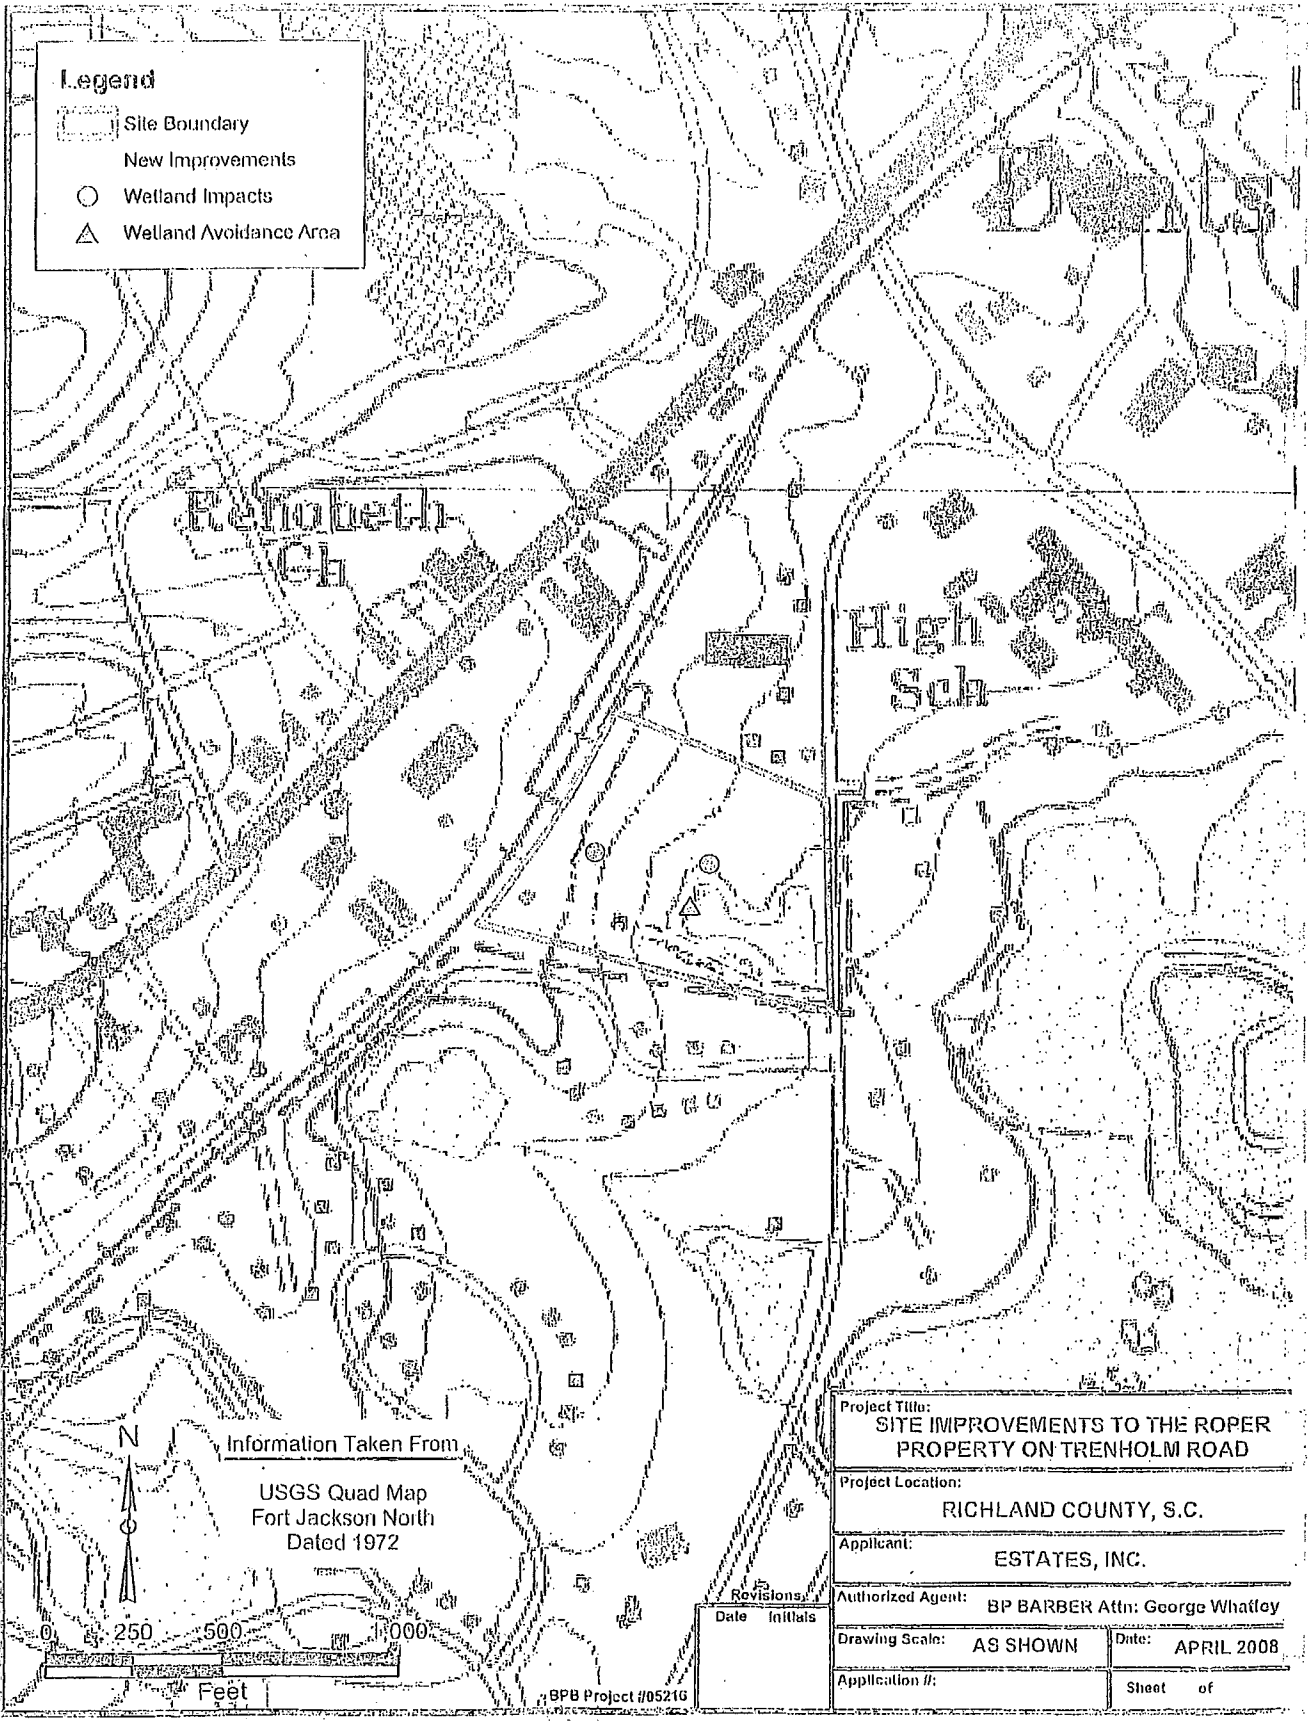 Legend
Site Boundary
New Improvements
Wetland Impacts
Wetland Avoidance Area
Rehobeth
Ch
High
Sch
N
Information Taken From
USGS Quad Map
Fort Jackson North
Dated 1972
0 250 500 1,000
Feet
BPB Project #05216
Revisions
Date Initials
Project Title:
SITE IMPROVEMENTS TO THE ROPER
PROPERTY ON TRENHOLM ROAD
Project Location:
RICHLAND COUNTY, S.C.
Applicant:
ESTATES, INC.
Authorized Agent: BP BARBER Attn: George Whatley
Drawing Scale: AS SHOWN
Date: APRIL 2008
Application #:
Sheet of